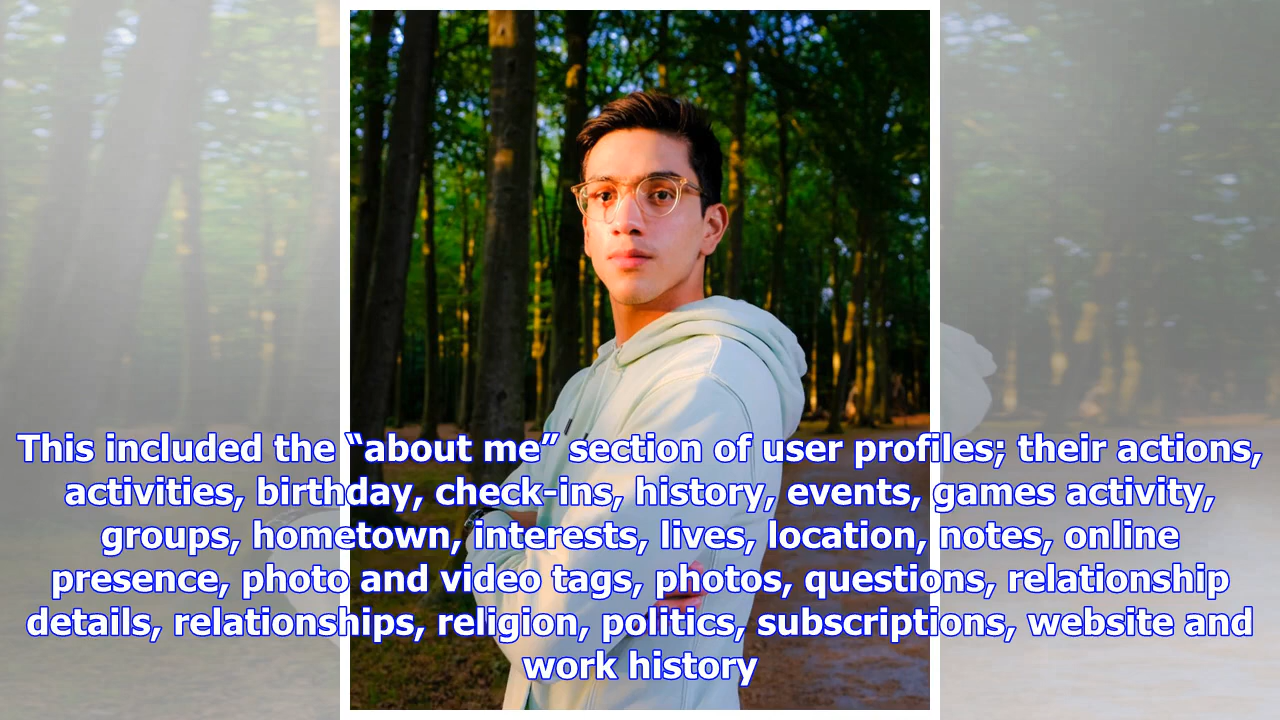 This included the “about me” section of user profiles; their actions,
activities, birthday, check-ins, history, events, games activity,
groups, hometown, interests, lives, location, notes, online
presence, photo and video tags, photos, questions, relationship
details, relationships, religion, politics, subscriptions, website and
work history